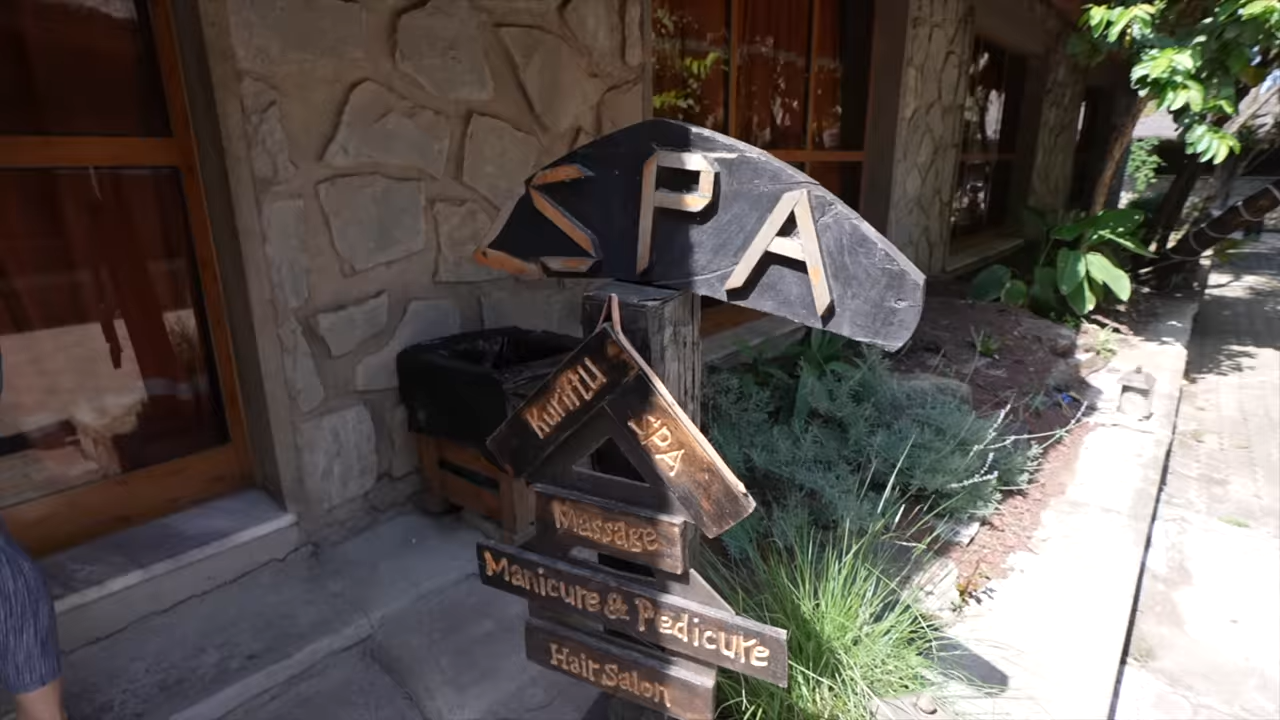 SPA
Kuriftu
SPA
Massage
Manicure & Pedicure
Hair Salon